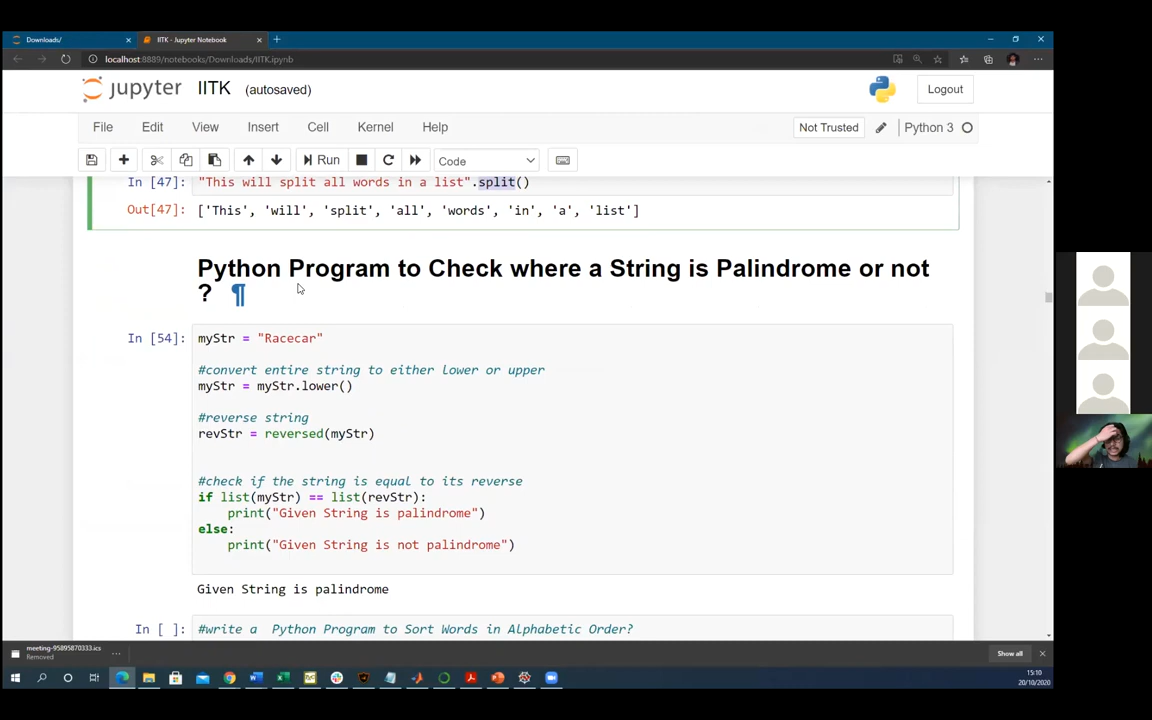 Downloads/
IITK - Jupyter Notebook
localhost:8889/notebooks/Downloads/IITK.ipynb
jupyter IITK (autosaved)
Logout
File Edit View Insert Cell Kernel Help
Not Trusted
Python 3
Run
Code
In [47]: "This will split all words in a list".split()
Out[47]: ['This', 'will', 'split', 'all', 'words', 'in', 'a', 'list']
Python Program to Check where a String is Palindrome or not
? ¶
In [54]: myStr = "Racecar"
#convert entire string to either lower or upper
myStr = myStr.lower()
#reverse string
revStr = reversed(myStr)
#check if the string is equal to its reverse
if list(myStr) == list(revStr):
print("Given String is palindrome")
else:
print("Given String is not palindrome")
Given String is palindrome
In [ ]: #write a  Python Program to Sort Words in Alphabetic Order?
meeting-95895870333.ics
Removed
Show all
15:10
20/10/2020